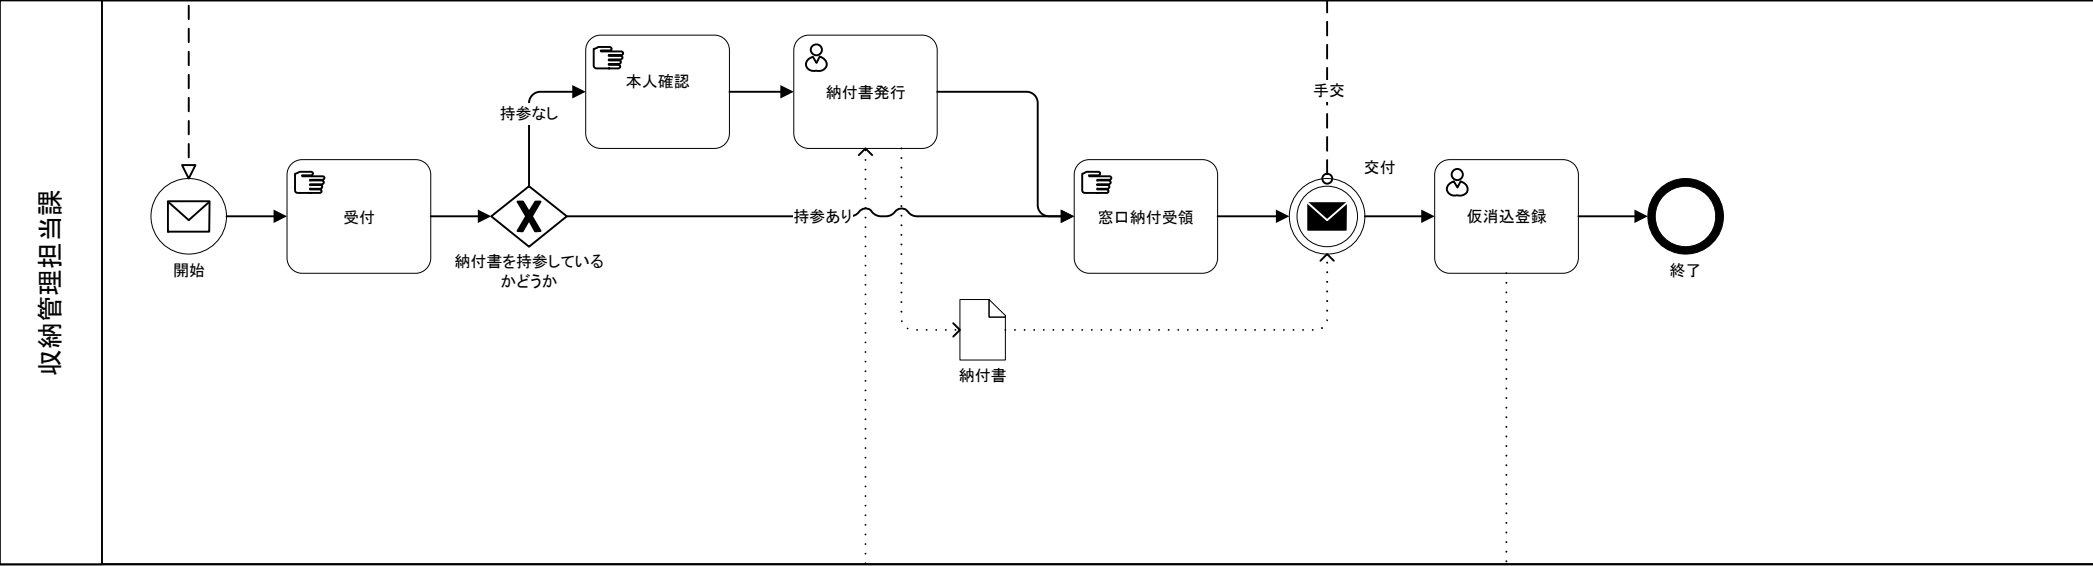 収納管理担当課
開始
受付
納付書を持参している
かどうか
持参なし
持参あり
本人確認
納付書発行
納付書
窓口納付受領
手交
交付
仮消込登録
終了